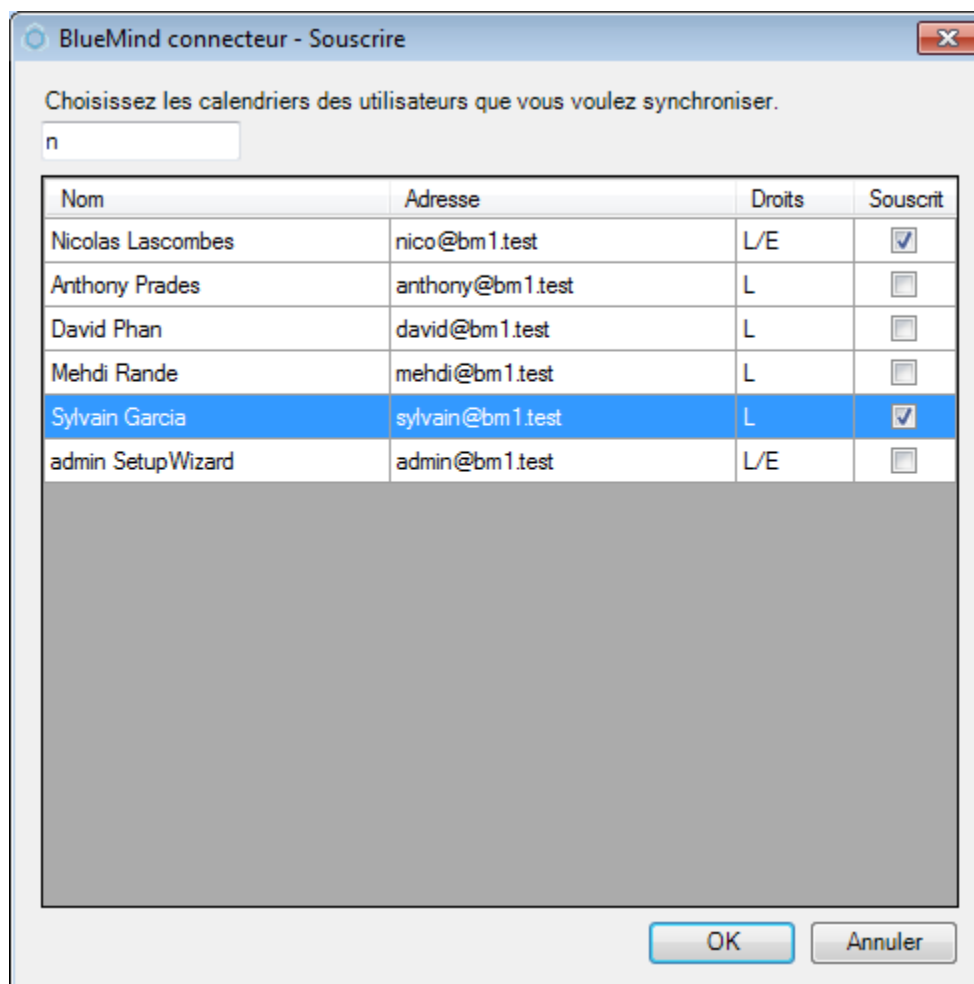 BlueMind connecteur - Souscrire
Choisissez les calendriers des utilisateurs que vous voulez synchroniser.
n
Nom Adresse Droits Souscrit
Nicolas Lascombes nico@bm1.test L/E
Anthony Prades anthony@bm1.test L
David Phan david@bm1.test L
Mehdi Rande mehdi@bm1.test L
Sylvain Garcia sylvain@bm1.test L
admin SetupWizard admin@bm1.test L/E
OK Annuler